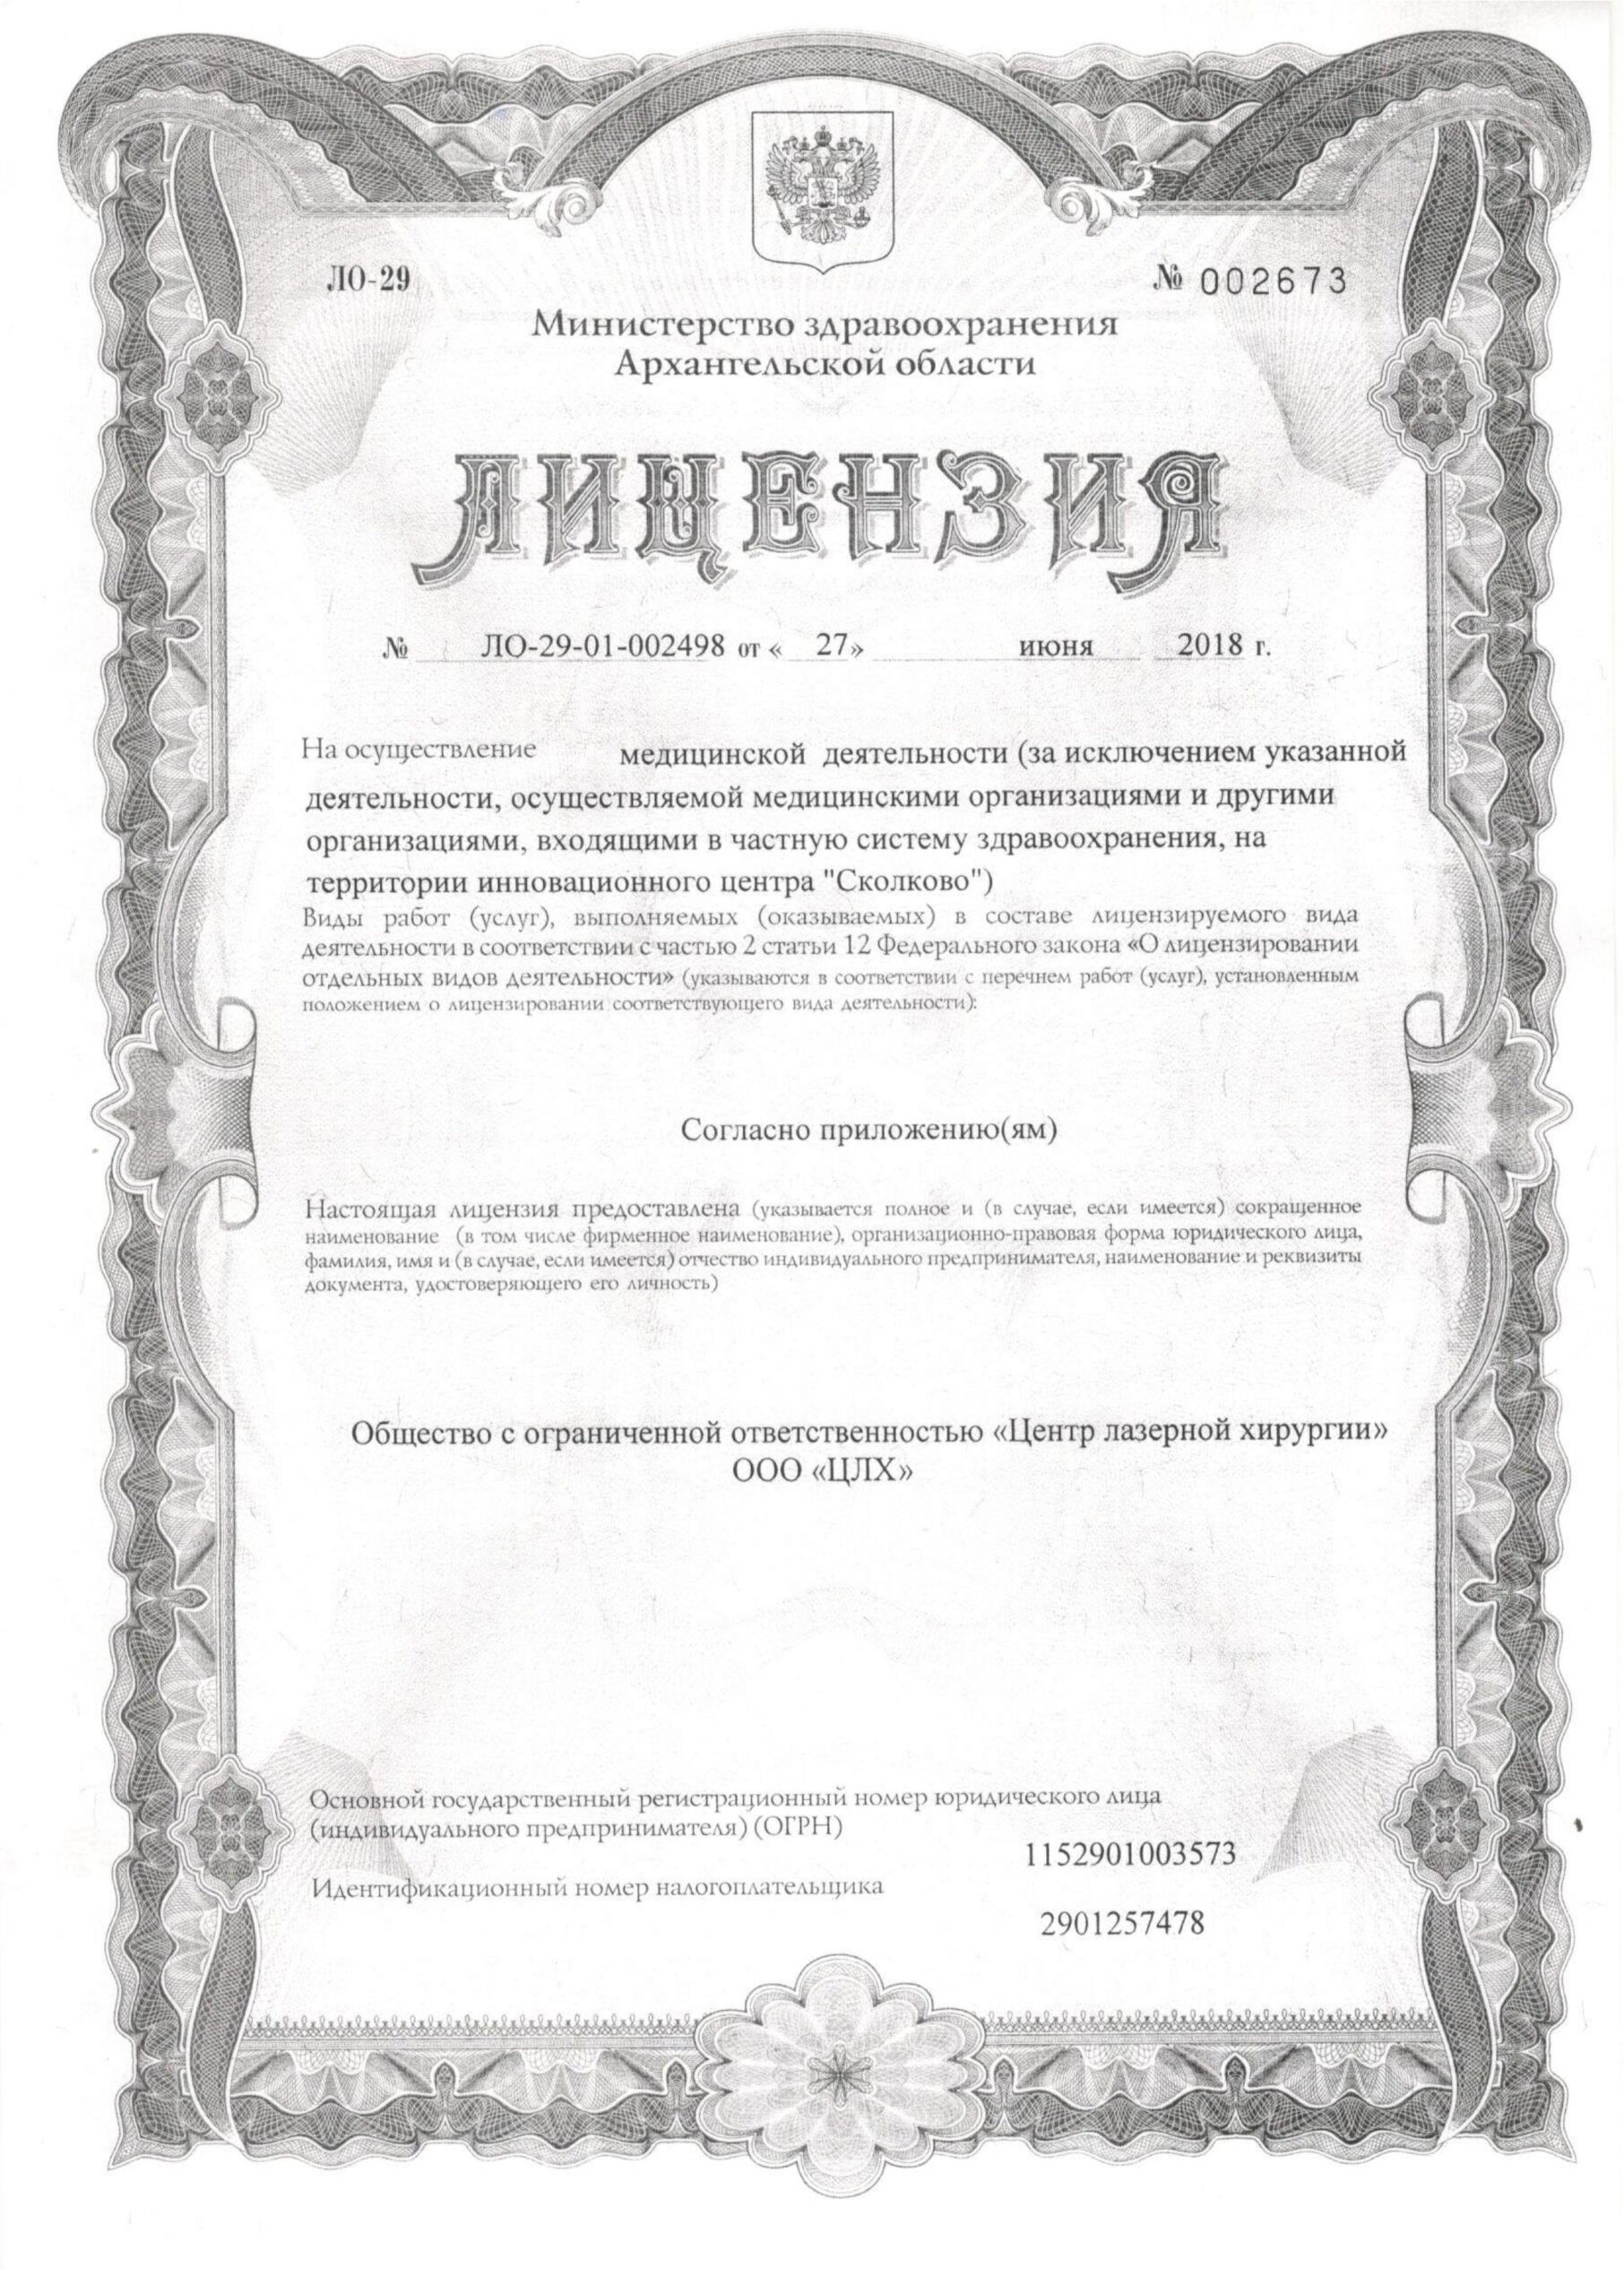 ЛО-29
№ 002673
Министерство здравоохранения
Архангельской области
ЛИЦЕНЗИЯ
№ ЛО-29-01-002498 от « 27» июня 2018 г.
На осуществление медицинской деятельности (за исключением указанной
деятельности, осуществляемой медицинскими организациями и другими
организациями, входящими в частную систему здравоохранения, на
территории инновационного центра "Сколково")
Виды работ (услуг), выполняемых (оказываемых) в составе лицензируемого вида
деятельности в соответствии с частью 2 статьи 12 Федерального закона «О лицензировании
отдельных видов деятельности» (указываются в соответствии с перечнем работ (услуг), установленным
положением о лицензировании соответствующего вида деятельности):
Согласно приложению(ям)
Настоящая лицензия предоставлена (указывается полное и (в случае, если имеется) сокращенное
наименование (в том числе фирменное наименование), организационно-правовая форма юридического лица,
фамилия, имя и (в случае, если имеется) отчество индивидуального предпринимателя, наименование и реквизиты
документа, удостоверяющего его личность)
Общество с ограниченной ответственностью «Центр лазерной хирургии»
ООО «ЦЛХ»
Основной государственный регистрационный номер юридического лица
(индивидуального предпринимателя) (ОГРН)
1152901003573
Идентификационный номер налогоплательщика
2901257478